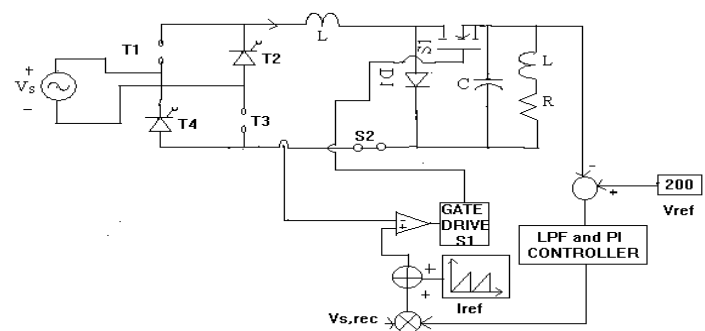 T1
T2
L
S1
D1
C
L
R
+
Vs
−
T4
T3
S2
-
+
200
Vref
GATE
DRIVE
S1
LPF and PI
CONTROLLER
-
+
+
+
Iref
Vs,rec